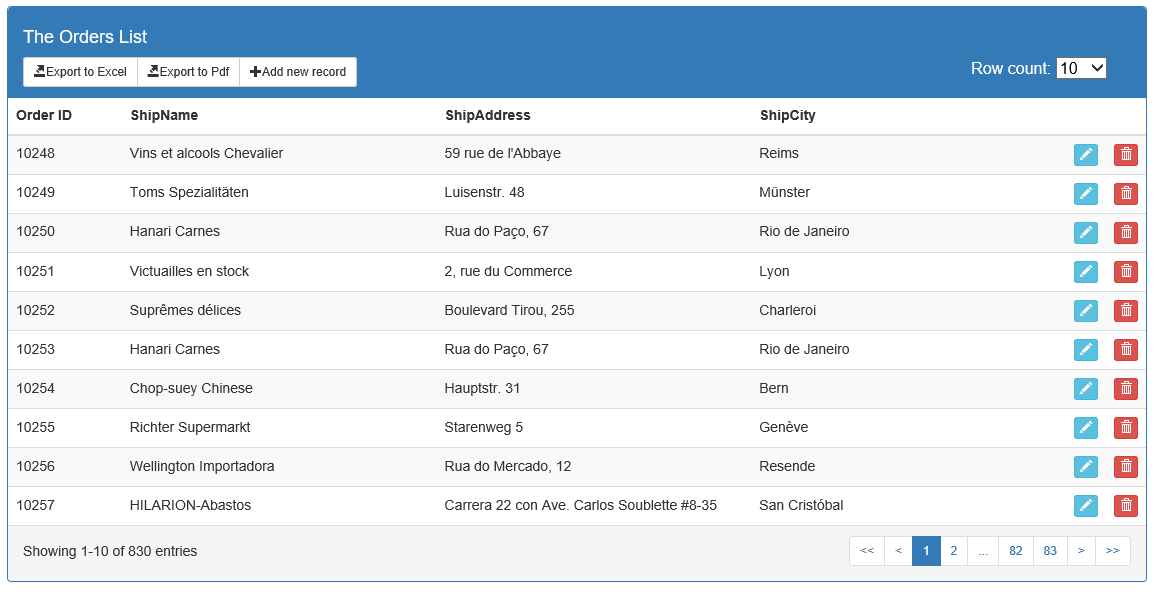 The Orders List
Export to Excel Export to Pdf Add new record Row count: 10
Order ID ShipName ShipAddress ShipCity
10248 Vins et alcools Chevalier 59 rue de l'Abbaye Reims
10249 Toms Spezialitäten Luisenstr. 48 Münster
10250 Hanari Carnes Rua do Paço, 67 Rio de Janeiro
10251 Victuailles en stock 2, rue du Commerce Lyon
10252 Suprêmes délices Boulevard Tirou, 255 Charleroi
10253 Hanari Carnes Rua do Paço, 67 Rio de Janeiro
10254 Chop-suey Chinese Hauptstr. 31 Bern
10255 Richter Supermarkt Starenweg 5 Genève
10256 Wellington Importadora Rua do Mercado, 12 Resende
10257 HILARION-Abastos Carrera 22 con Ave. Carlos Soublette #8-35 San Cristóbal
Showing 1-10 of 830 entries << < 1 2 ... 82 83 > >>